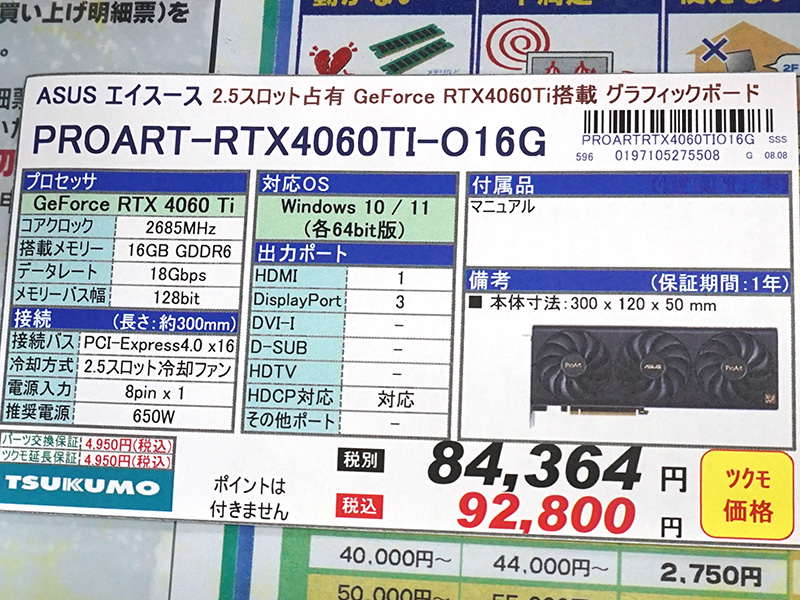 買い上げ明細票)を
ASUS エイスース 2.5スロット占有 GeForce RTX4060Ti搭載 グラフィックボード
PROART-RTX4060TI-O16G
PROARTRTX4060TIO16G SSS
596 0197105275508 G 08.08
プロセッサ
GeForce RTX 4060 Ti
コアクロック 2685MHz
搭載メモリー 16GB GDDR6
データレート 18Gbps
メモリーバス幅 128bit
接続 (長さ:約300mm)
接続バス PCI-Express4.0 x16
冷却方式 2.5スロット冷却ファン
電源入力 8pin x 1
推奨電源 650W
対応OS
Windows 10 / 11
(各64bit版)
出力ポート
HDMI 1
DisplayPort 3
DVI-I -
D-SUB -
HDTV -
HDCP対応 対応
その他ポート -
付属品
マニュアル
備考 (保証期間:1年)
■ 本体寸法:300 x 120 x 50 mm
ProArt ASUS ProArt
パーツ交換保証 4,950円(税込)
ツクモ延長保証 4,950円(税込)
TSUKUMO
ポイントは
付きません
税別 84,364 円
税込 92,800 円
ツクモ
価格
40,000円~ 44,000円~ 2,750円
50,000円~